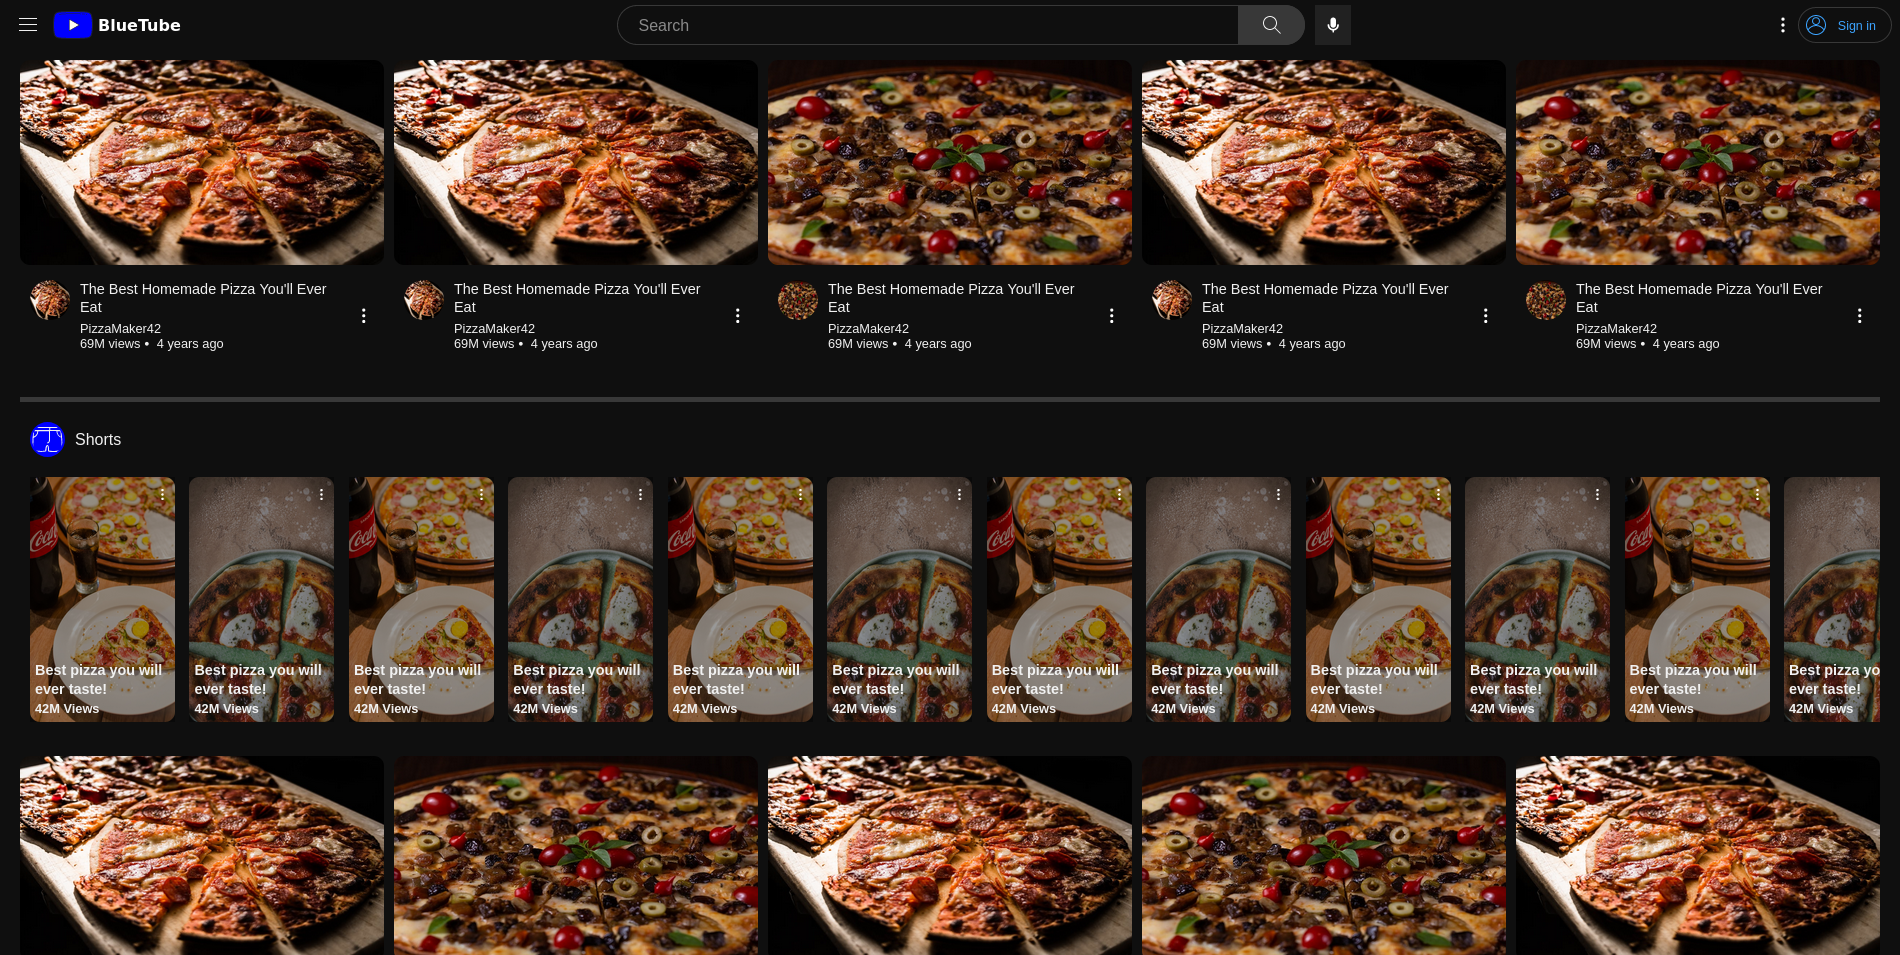 BlueTube
Search
Sign in
The Best Homemade Pizza You'll Ever
Eat
PizzaMaker42
69M views • 4 years ago
The Best Homemade Pizza You'll Ever
Eat
PizzaMaker42
69M views • 4 years ago
The Best Homemade Pizza You'll Ever
Eat
PizzaMaker42
69M views • 4 years ago
The Best Homemade Pizza You'll Ever
Eat
PizzaMaker42
69M views • 4 years ago
The Best Homemade Pizza You'll Ever
Eat
PizzaMaker42
69M views • 4 years ago
Shorts
Best pizza you will
ever taste!
42M Views
Best pizza you will
ever taste!
42M Views
Best pizza you will
ever taste!
42M Views
Best pizza you will
ever taste!
42M Views
Best pizza you will
ever taste!
42M Views
Best pizza you will
ever taste!
42M Views
Best pizza you will
ever taste!
42M Views
Best pizza you will
ever taste!
42M Views
Best pizza you will
ever taste!
42M Views
Best pizza you will
ever taste!
42M Views
Best pizza you will
ever taste!
42M Views
Best pizza yo
ever taste!
42M Views